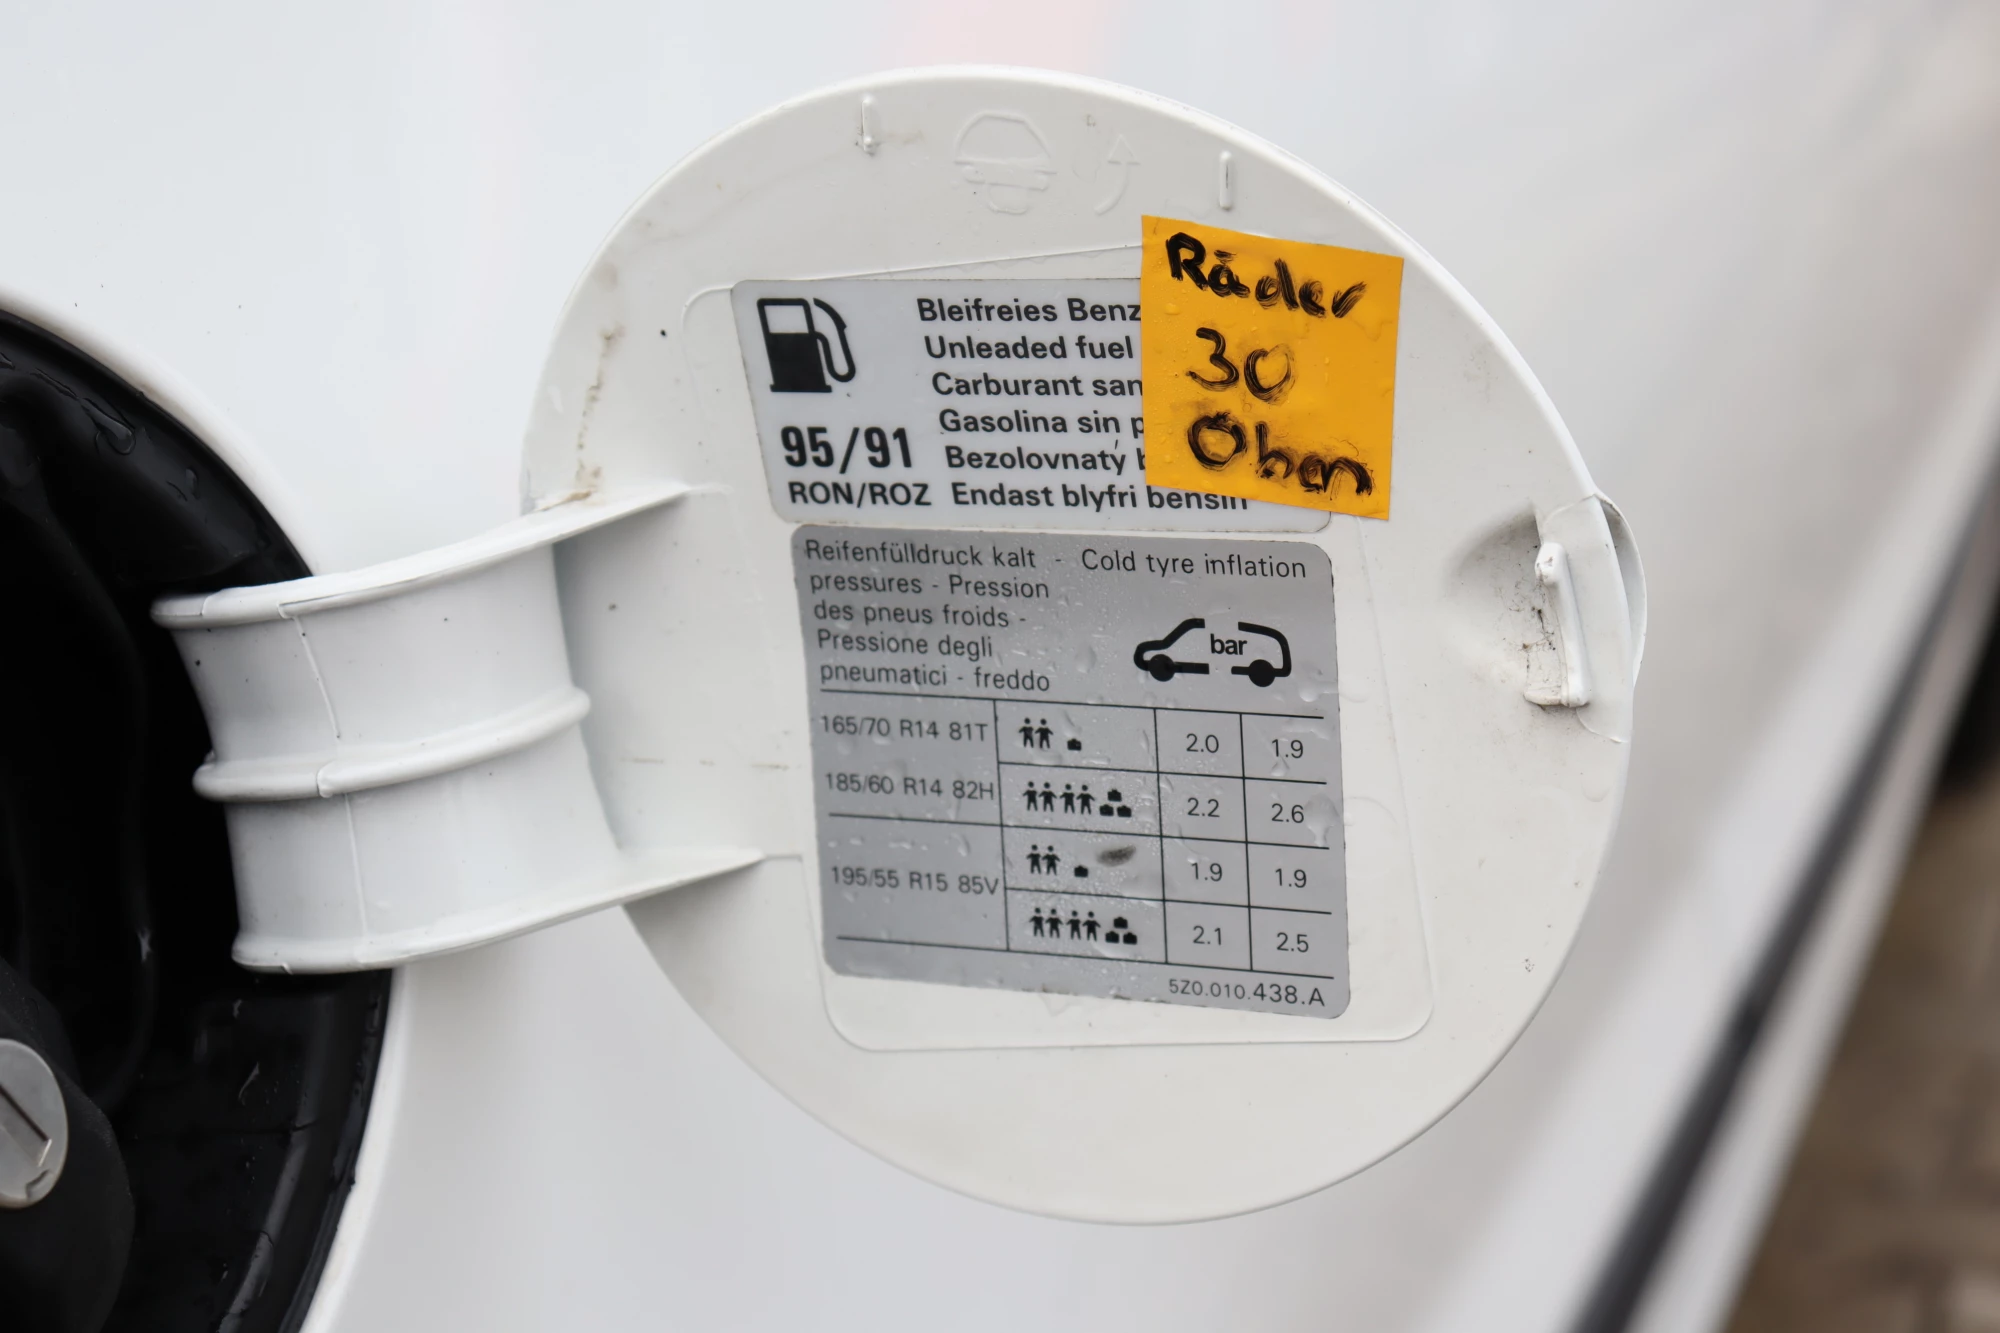 Bleifreies Benz
Unleaded fuel
Carburant san
Gasolina sin p
Bezolovnatý b
95/91
RON/ROZ Endast blyfri bensin
Räder
30
Oben
Reifenfülldruck kalt - Cold tyre inflation
pressures - Pression
des pneus froids -
Pressione degli
pneumatici - freddo
bar
165/70 R14 81T 2.0 1.9
185/60 R14 82H 2.2 2.6
195/55 R15 85V 1.9 1.9
2.1 2.5
5Z0.010.438.A